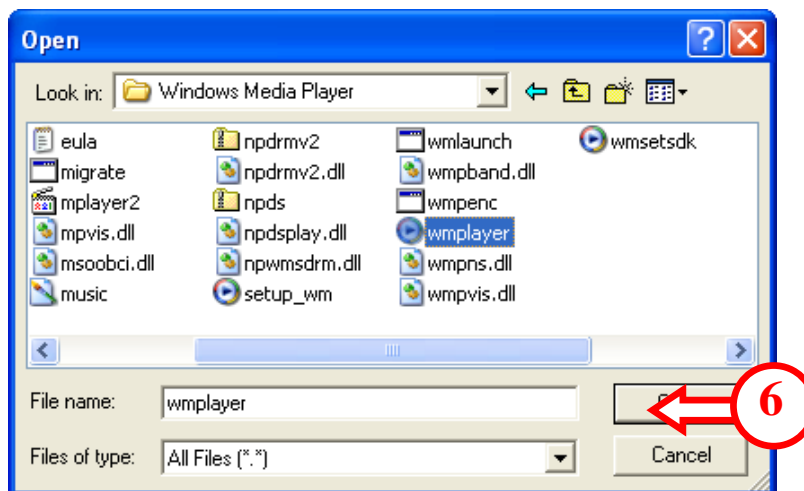 Open
Look in: Windows Media Player
eula npdrmv2 wmlaunch wmsetsdk
migrate npdrmv2.dll wmpband.dll
mplayer2 npds wmpenc
mpvis.dll npdsplay.dll wmplayer
msoobci.dll npwmsdrm.dll wmpns.dll
music setup_wm wmpvis.dll
File name: wmplayer
6
Files of type: All Files (*.*) Cancel